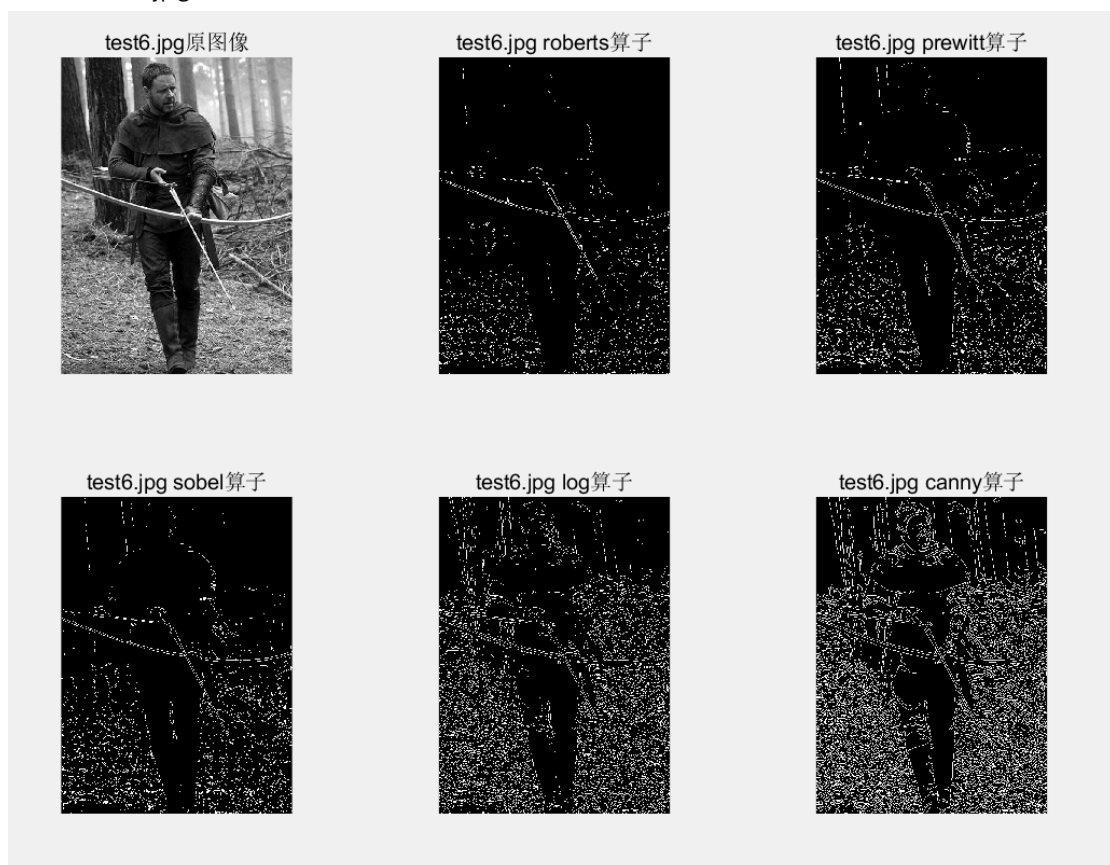 test6.jpg原图像
test6.jpg roberts算子
test6.jpg prewitt算子
test6.jpg sobel算子
test6.jpg log算子
test6.jpg canny算子